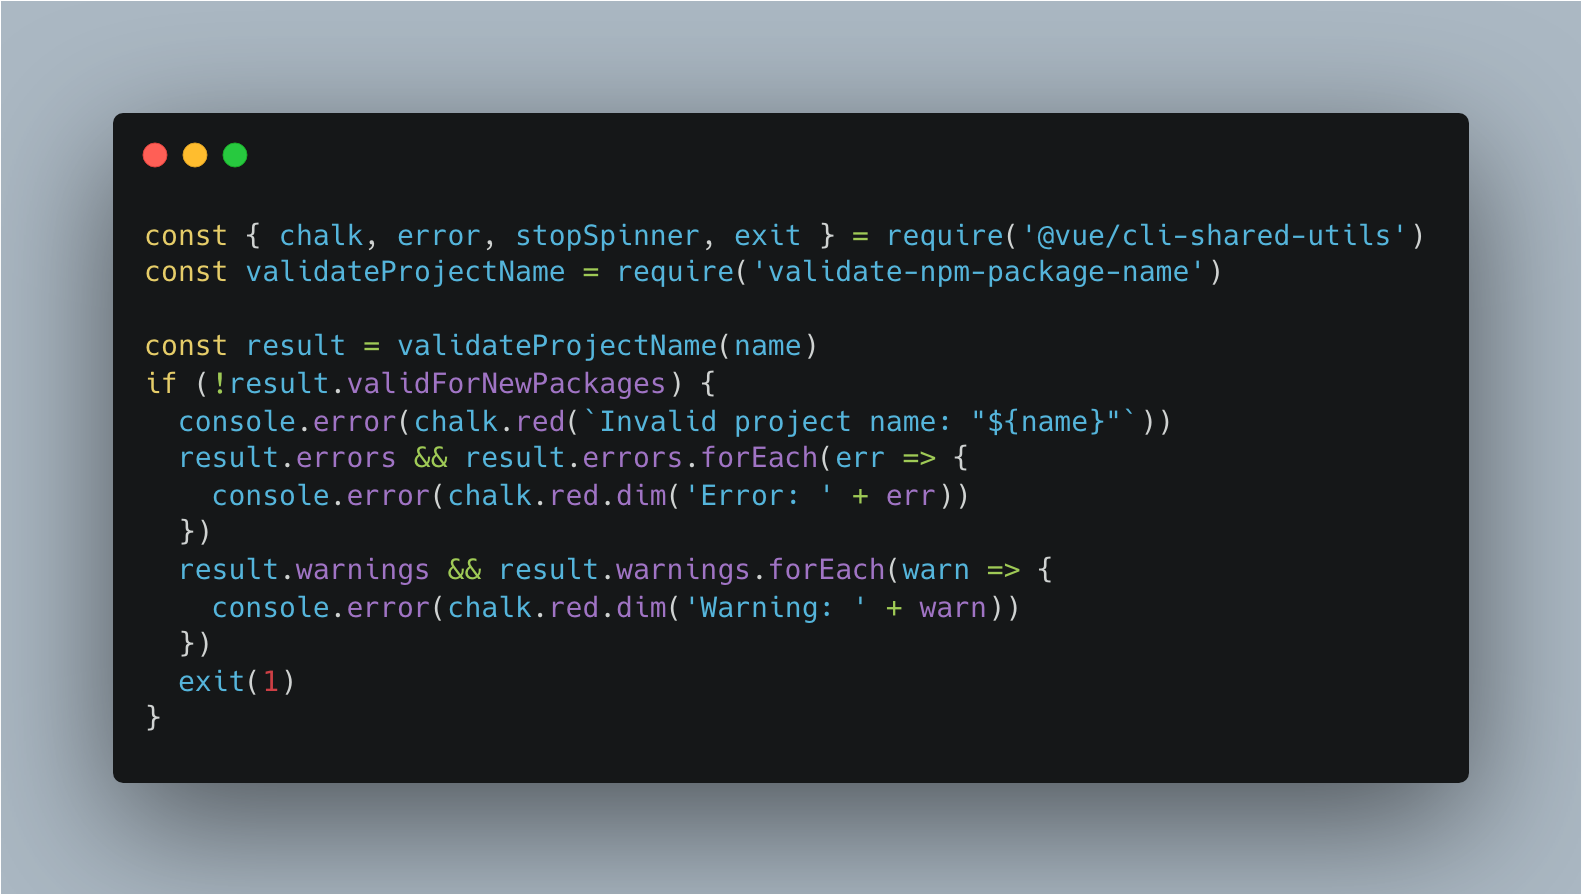 const { chalk, error, stopSpinner, exit } = require('@vue/cli-shared-utils')
const validateProjectName = require('validate-npm-package-name')

const result = validateProjectName(name)
if (!result.validForNewPackages) {
  console.error(chalk.red(`Invalid project name: "${name}"`))
  result.errors && result.errors.forEach(err => {
    console.error(chalk.red.dim('Error: ' + err))
  })
  result.warnings && result.warnings.forEach(warn => {
    console.error(chalk.red.dim('Warning: ' + warn))
  })
  exit(1)
}